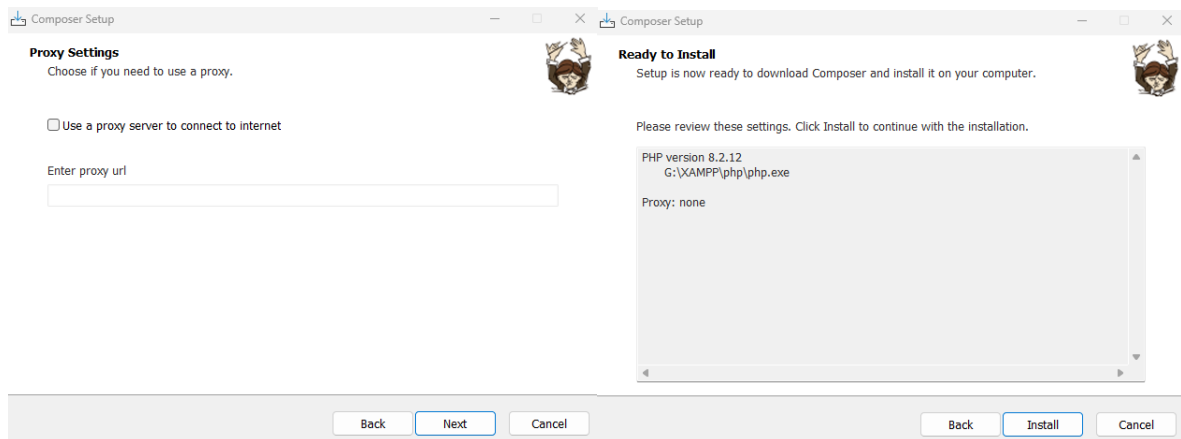 Composer Setup
Proxy Settings
Choose if you need to use a proxy.
Use a proxy server to connect to internet
Enter proxy url
Back
Next
Cancel
Composer Setup
Ready to Install
Setup is now ready to download Composer and install it on your computer.
Please review these settings. Click Install to continue with the installation.
PHP version 8.2.12
G:\XAMPP\php\php.exe
Proxy: none
Back
Install
Cancel